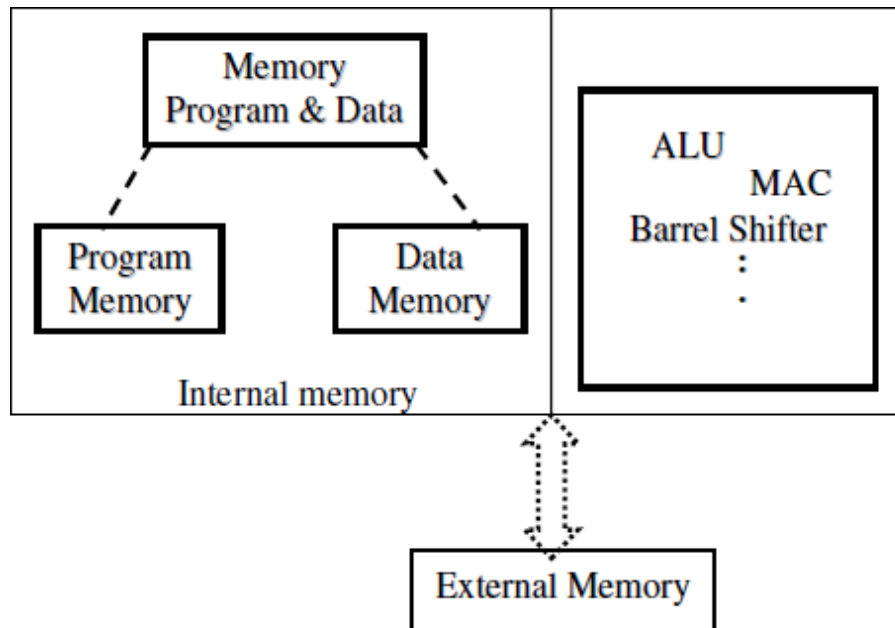 Memory
Program & Data
Program
Memory
Data
Memory
Internal memory
ALU
MAC
Barrel Shifter
External Memory